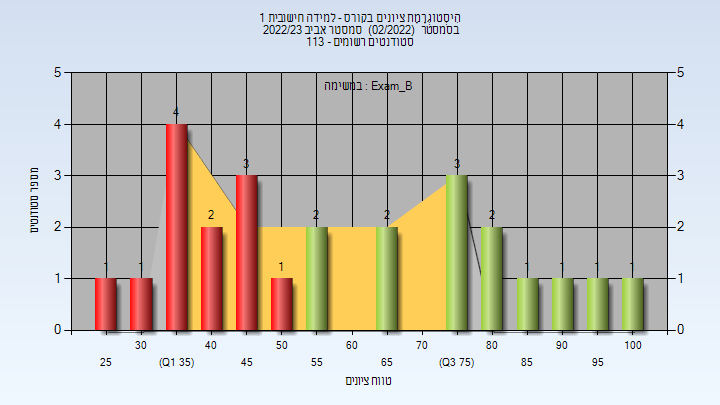 הִיסְטוֹגְרָמַת ציונים בקורס - למידה חישובית 1
בסמסטר (02/2022) סמסטר אביב 2022/23
סטודנטים רשומים - 113
במשימה : Exam_B
מספר סטודנטים
5 5
4 4
3 3
2 2
1 1
0 0
1 1 4 2 3 1 2 2 3 2 1 1 1 1
30 40 50 60 70 80 90 100
25 (Q1 35) 45 55 65 (Q3 75) 85 95
טווח ציונים